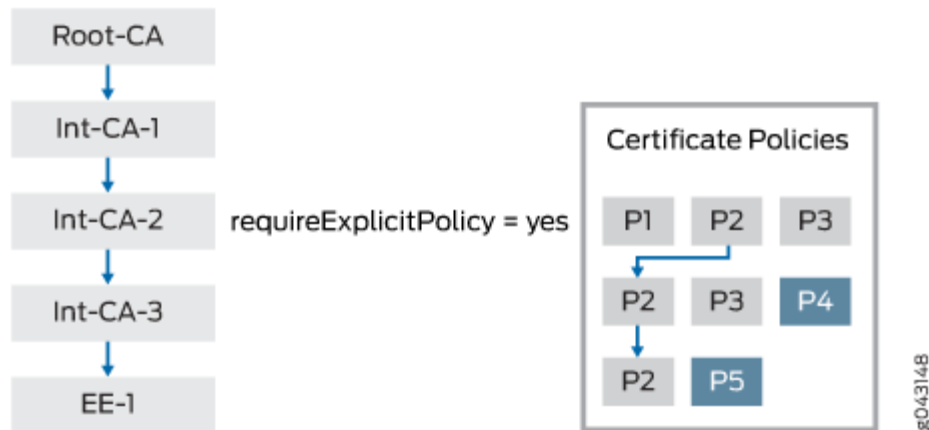 Root-CA
Int-CA-1
Certificate Policies
Int-CA-2 requireExplicitPolicy = yes P1 P2 P3
Int-CA-3 P2 P3 P4
EE-1 P2 P5
g043148